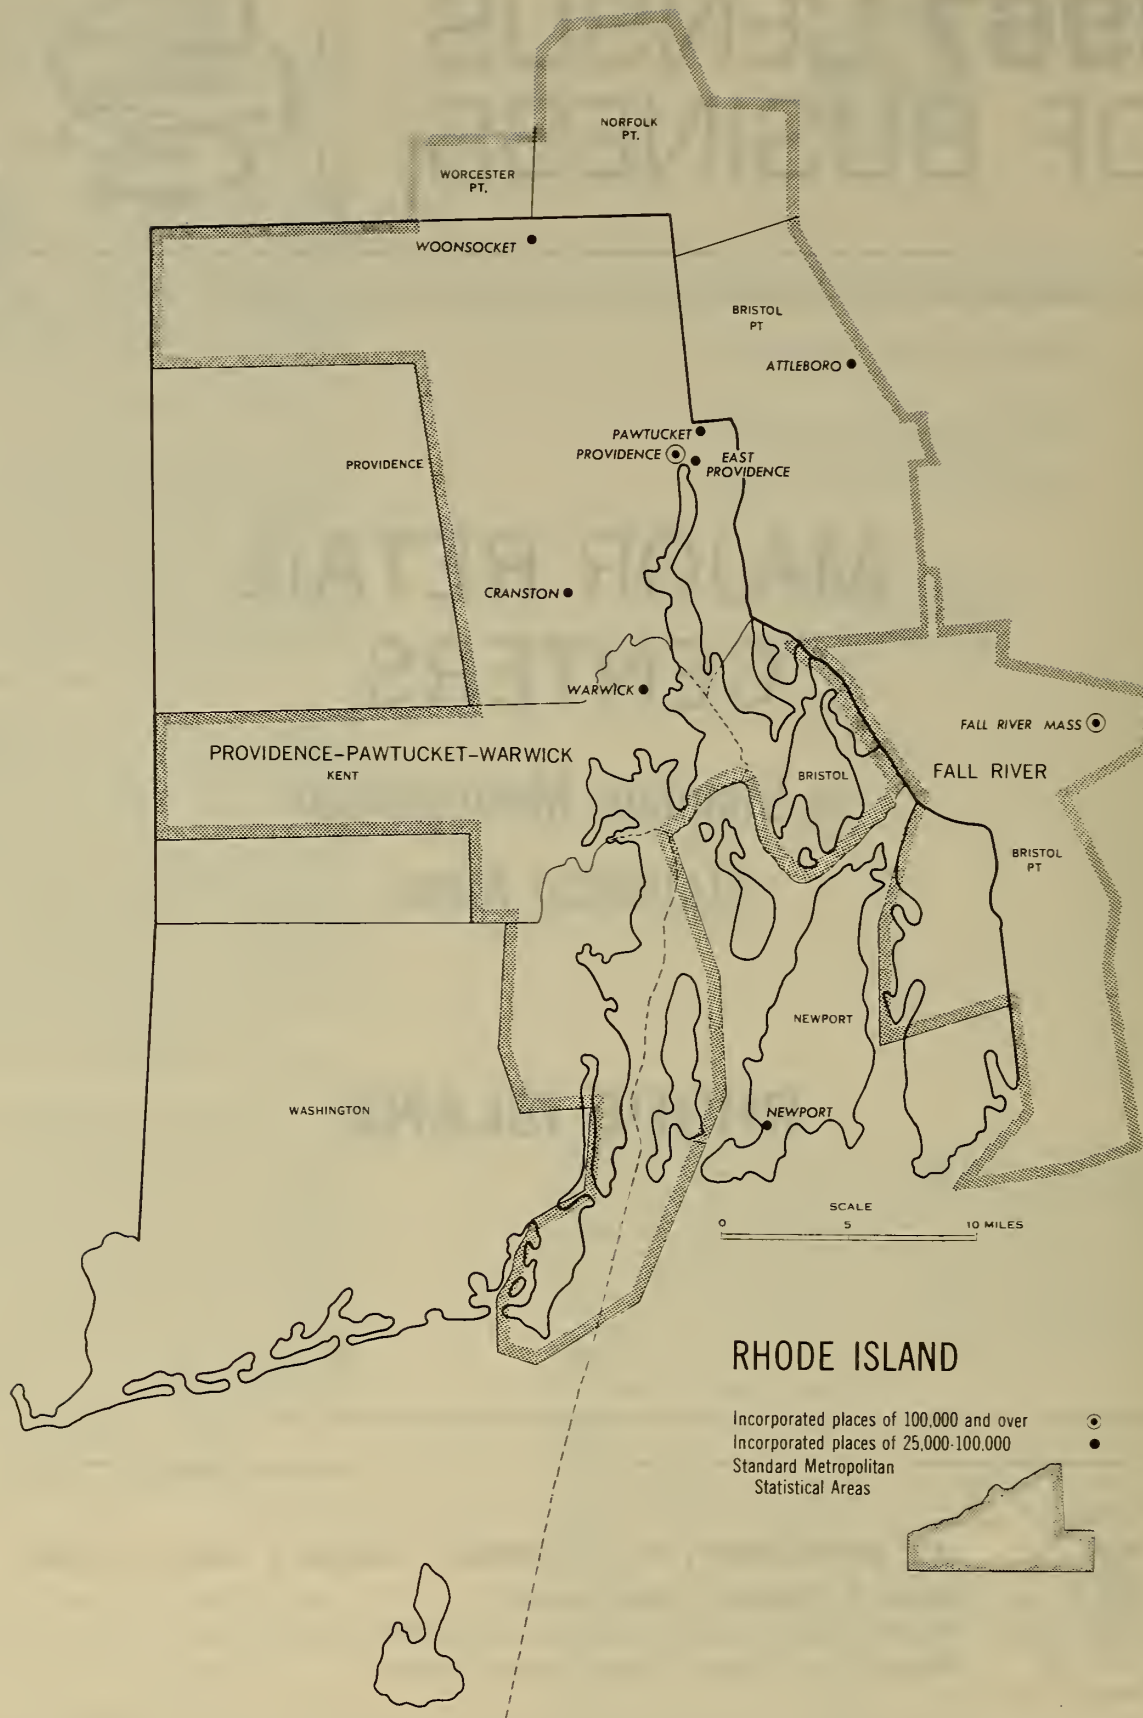 NORFOLK
PT.
WORCESTER
PT.
WOONSOCKET
BRISTOL
PT
ATTLEBORO
PAWTUCKET
PROVIDENCE
EAST
PROVIDENCE
PROVIDENCE
CRANSTON
WARWICK
FALL RIVER MASS
PROVIDENCE-PAWTUCKET-WARWICK
KENT
BRISTOL
FALL RIVER
BRISTOL
PT
NEWPORT
WASHINGTON
NEWPORT
SCALE
0 5 10 MILES
RHODE ISLAND
Incorporated places of 100,000 and over
Incorporated places of 25,000-100.000
Standard Metropolitan
Statistical Areas